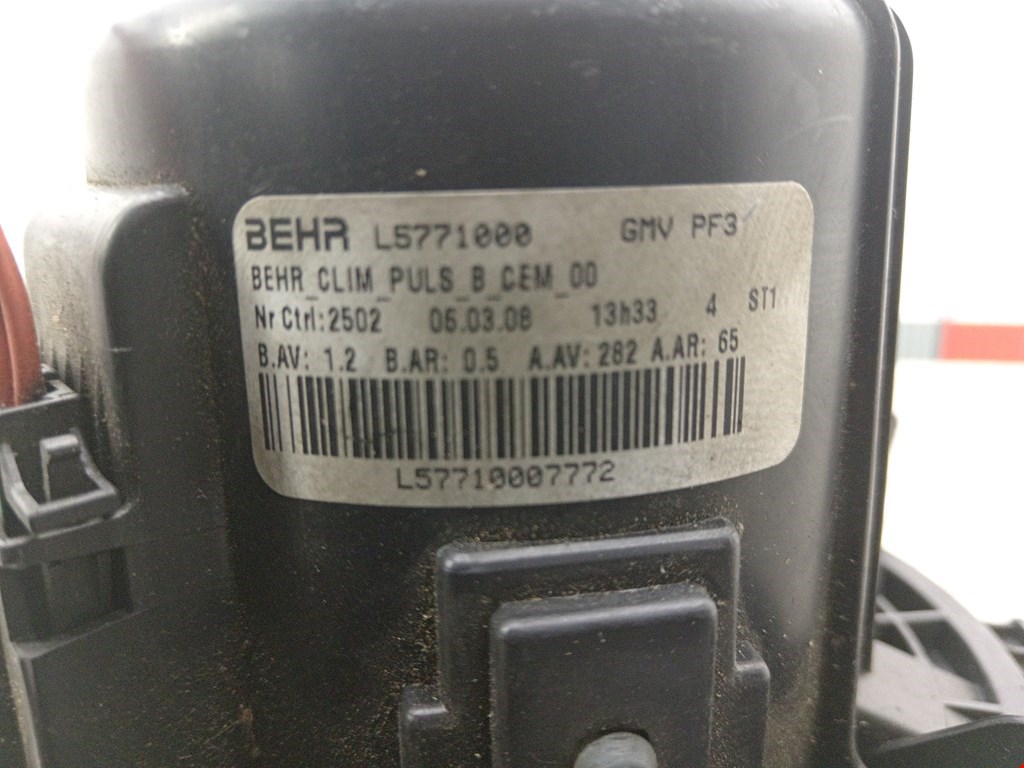 BEHR L5771000 GMV PF3
BEHR_CLIM_PULS_B_CEM_00
Nr Ctrl:2502 06.03.08 13h33 4 ST1
B.AV: 1.2 B.AR: 0.5 A.AV: 282 A.AR: 65
L57710007772